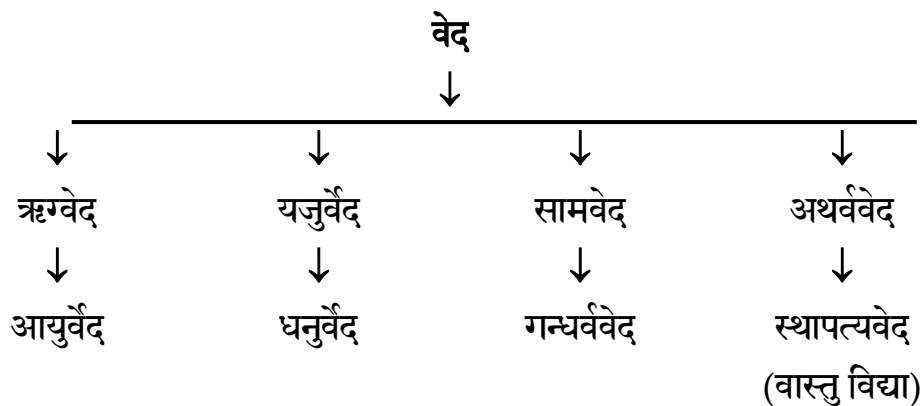 वेद
ऋग्वेद यजुर्वेद सामवेद अथर्ववेद
आयुर्वेद धनुर्वेद गन्धर्ववेद स्थापत्यवेद
(वास्तु विद्या)